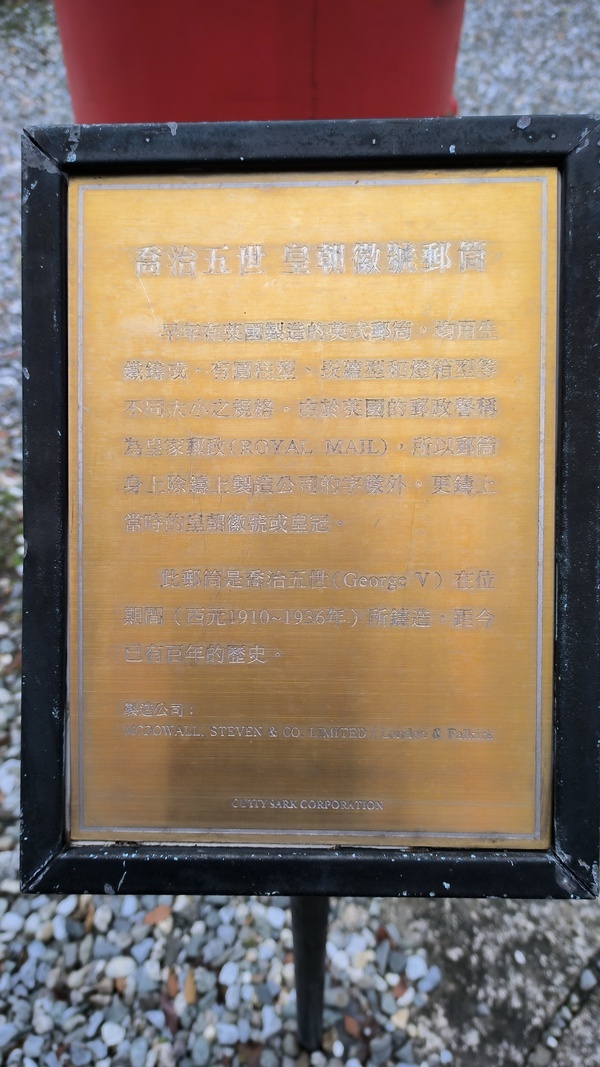 喬治五世 皇朝徽號郵筒
早年在英國製造的英式郵筒，均用生
鐵鑄成，有圓柱型、
型和燈箱型等
不同大小之規格。由於英國的郵政譽稱
為皇家郵政(ROYAL MAIL)，所以郵筒
身上除鑄上製造公司的字樣外，更鑄上
當時的皇朝徽號或皇冠。
此郵筒是喬治五世(George V) 在位
期間（西元1910~1936年）所鑄造，距今
已有百年的歷史。
製造公司：
MCDOWALL, STEVEN & CO. LIMITED / London & Falkirk
CUTTY SARK CORPORATION